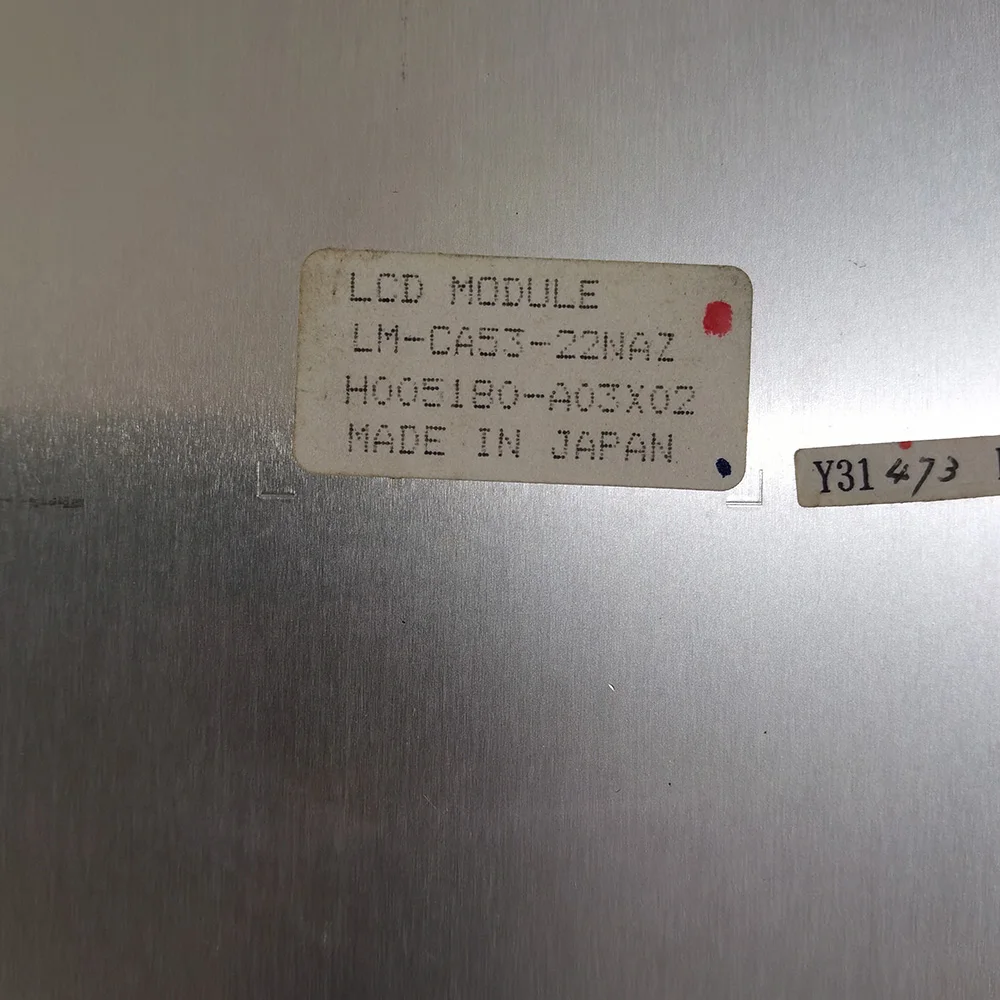 LCD MODULE
LM-CA53-22NAZ
H005180-A03X02
MADE IN JAPAN
Y31 473